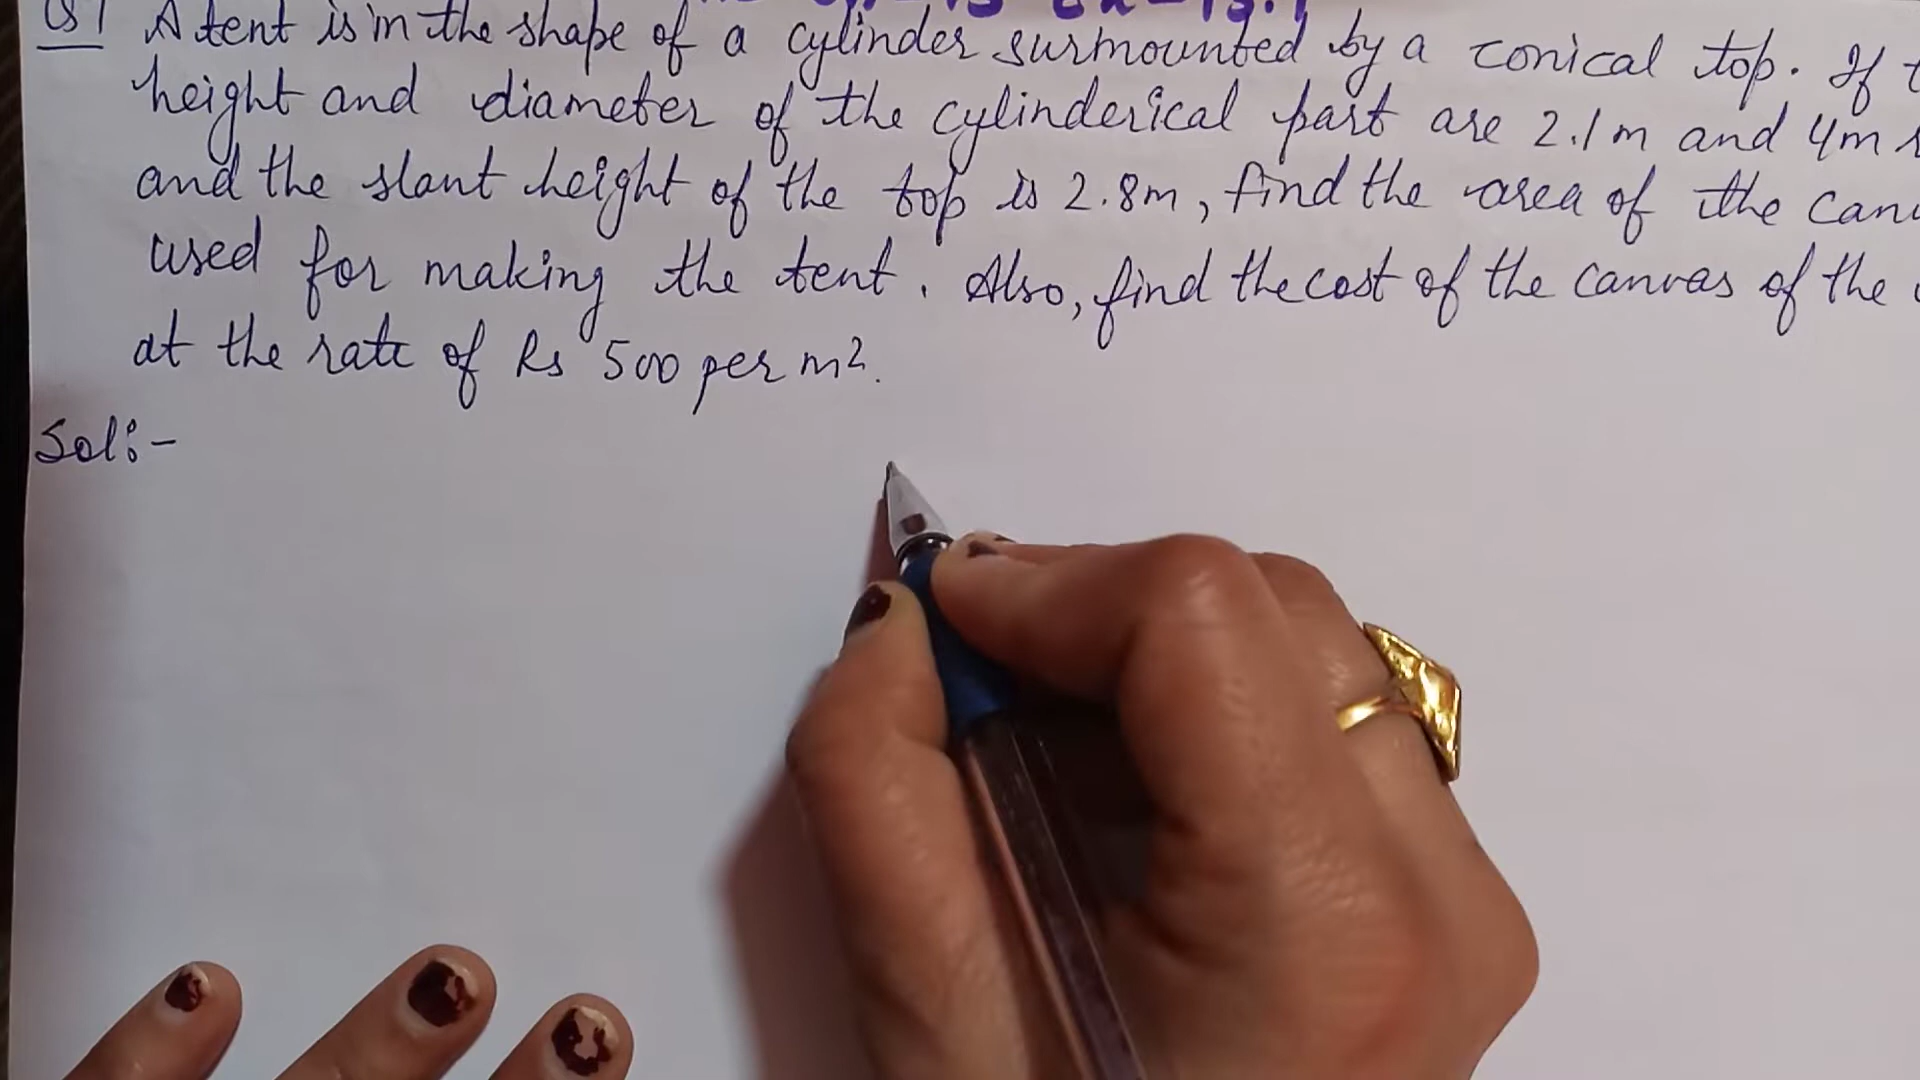 Q1 A tent is in the shape of a cylinder surmounted by a conical top. If
height and diameter of the cylinderical part are 2.1m and 4m
and the slant height of the top is 2.8m, find the area of the
used for making the tent. Also, find the cost of the canvas of the
at the rate of Rs 500 per m².
Sol:-